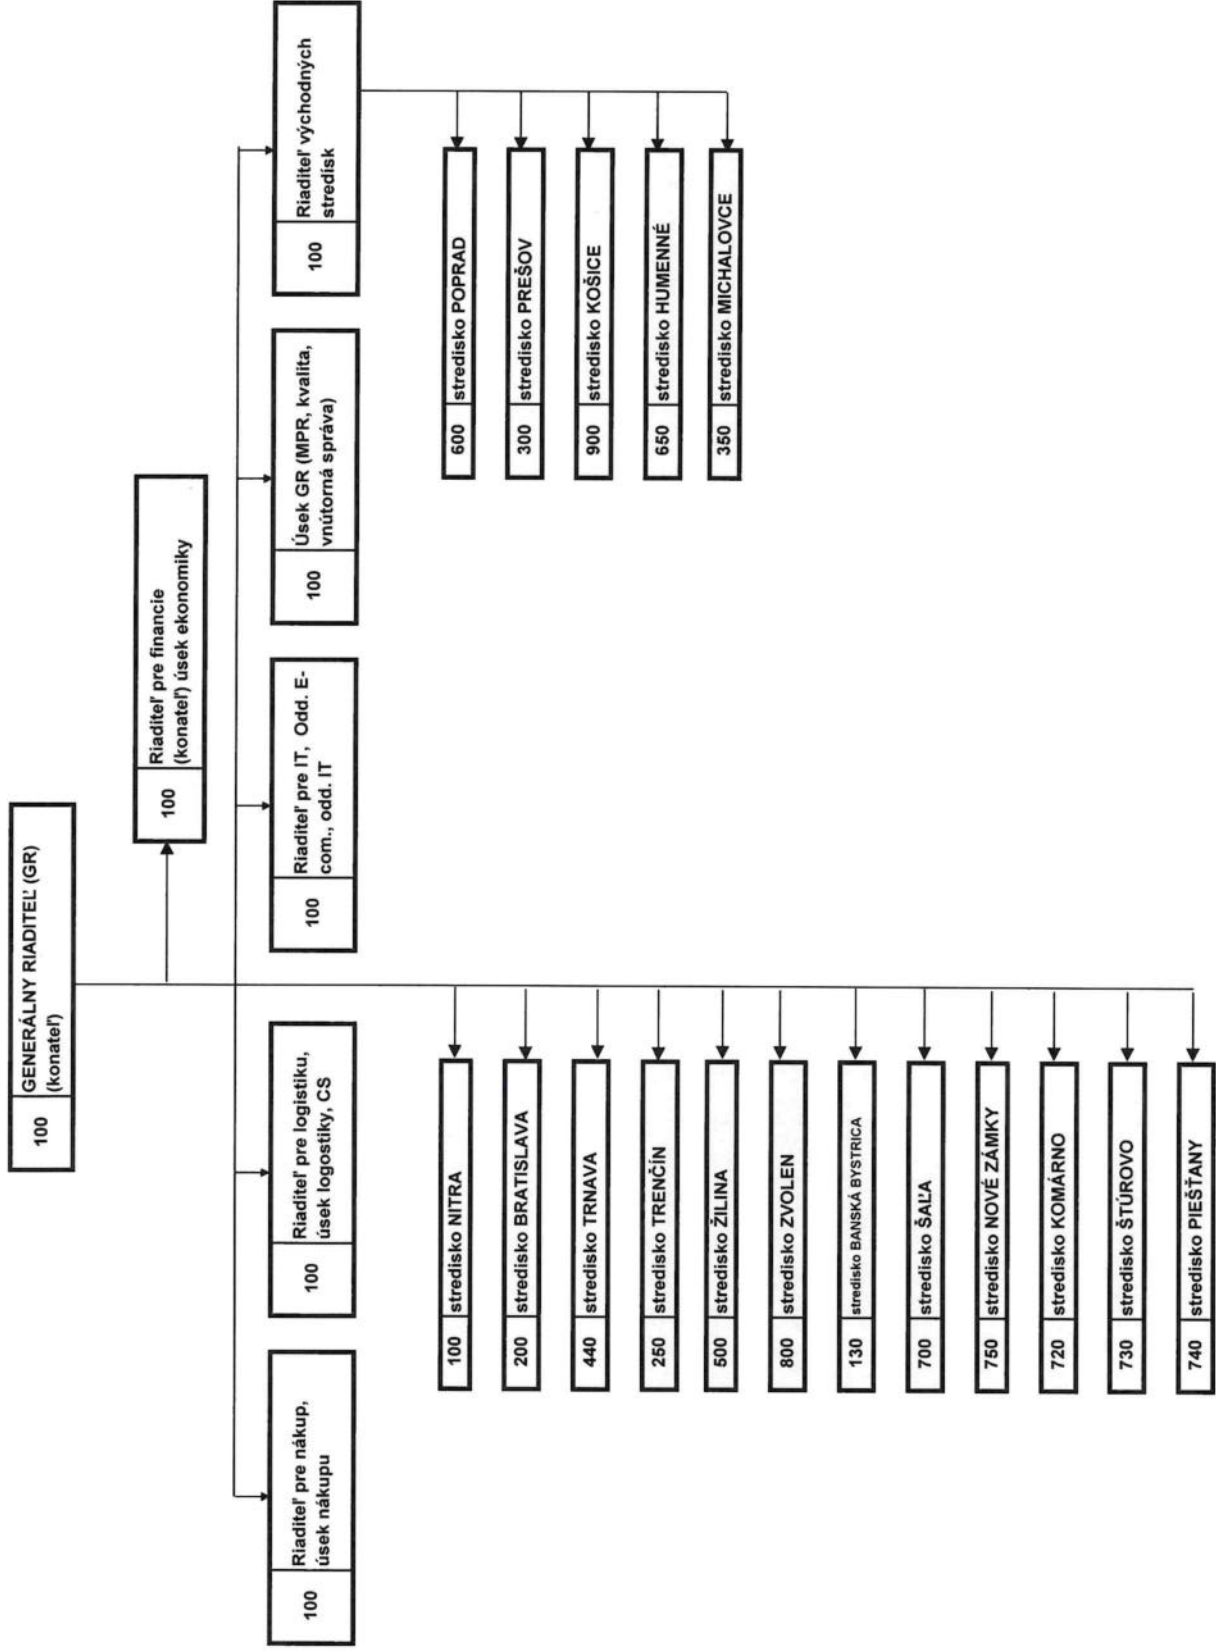 100
GENERÁLNY RIADITEĽ (GR)
(konateľ)
100
Riaditeľ pre financie
(konateľ) úsek ekonomiky
100
Riaditeľ pre nákup,
úsek nákupu
100
Riaditeľ pre logistiku,
úsek logostiky, CS
100
Riaditeľ pre IT, Odd. E-
com., odd. IT
100
Úsek GR (MPR, kvalita,
vnútorná správa)
100
Riaditeľ východných
stredísk
100 stredisko NITRA
200 stredisko BRATISLAVA
440 stredisko TRNAVA
250 stredisko TRENČÍN
500 stredisko ŽILINA
800 stredisko ZVOLEN
130 stredisko BANSKÁ BYSTRICA
700 stredisko ŠAĽA
750 stredisko NOVÉ ZÁMKY
720 stredisko KOMÁRNO
730 stredisko ŠTÚROVO
740 stredisko PIEŠŤANY
600 stredisko POPRAD
300 stredisko PREŠOV
900 stredisko KOŠICE
650 stredisko HUMENNÉ
350 stredisko MICHALOVCE